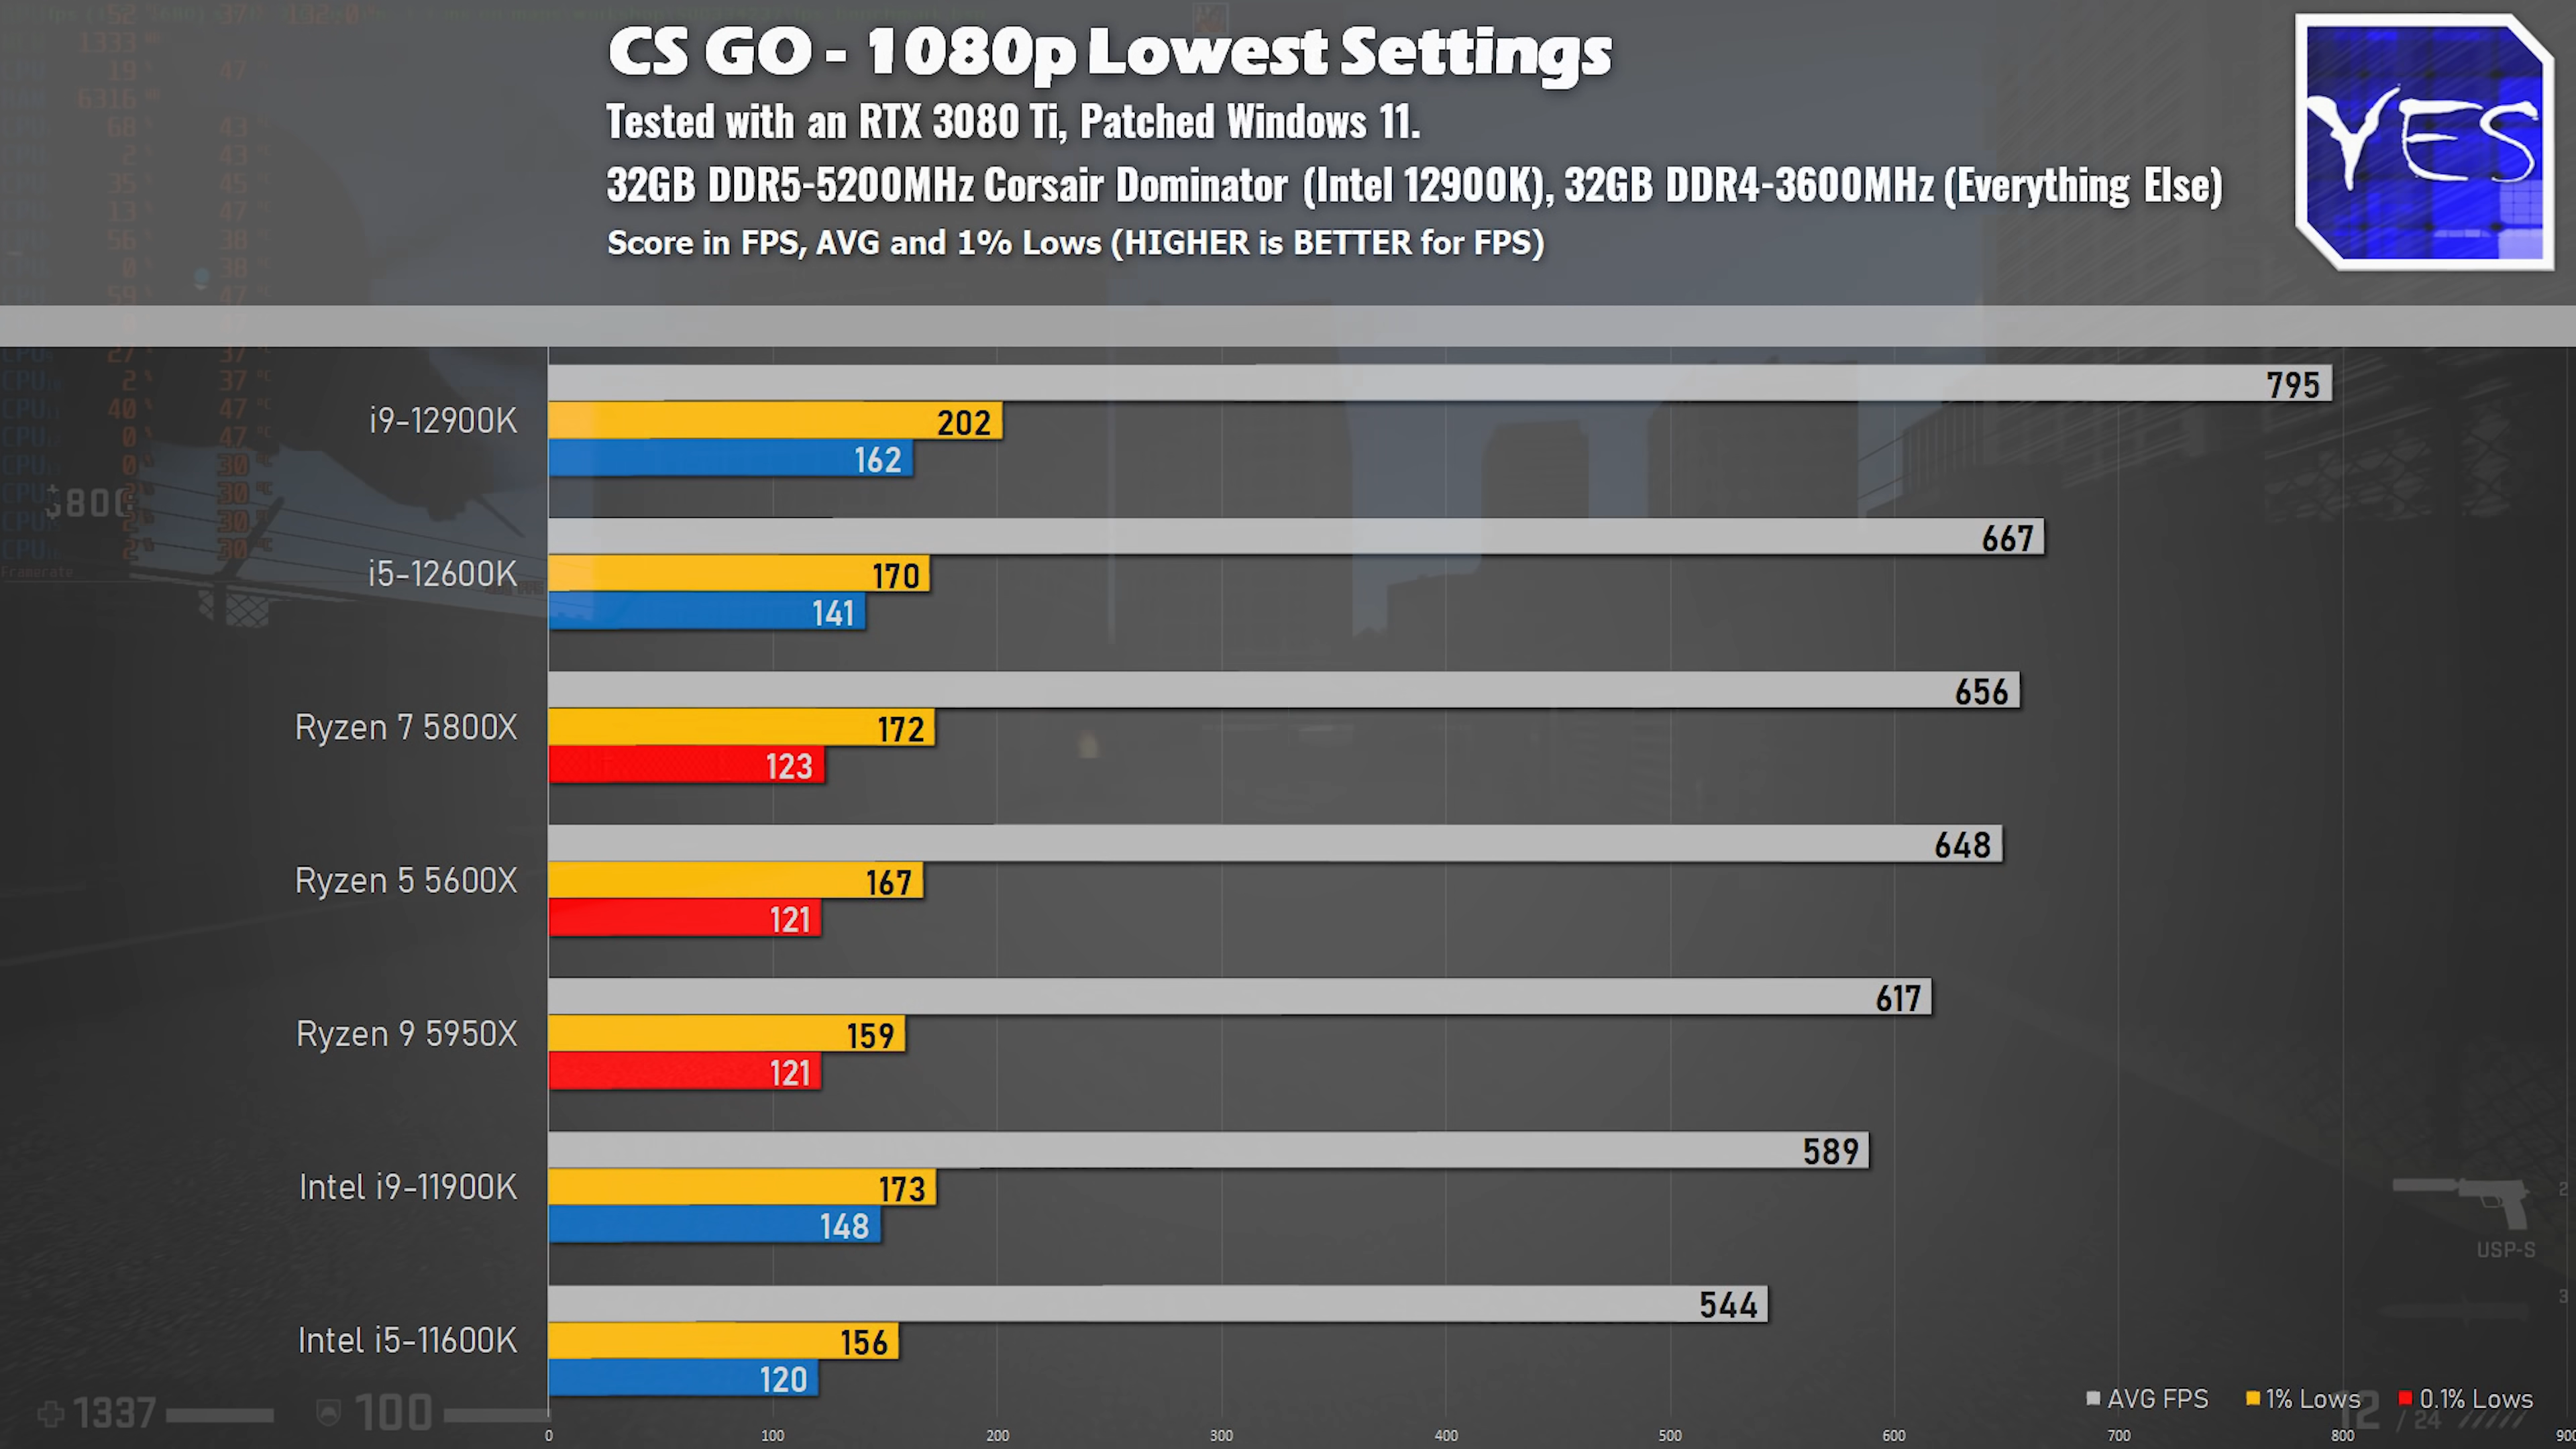 CS GO - 1080p Lowest Settings
Tested with an RTX 3080 Ti, Patched Windows 11.
32GB DDR5-5200MHz Corsair Dominator (Intel 12900K), 32GB DDR4-3600MHz (Everything Else)
Score in FPS, AVG and 1% Lows (HIGHER is BETTER for FPS)
YES
i9-12900K
795
202
162
$800
i5-12600K
667
170
141
Framerate
Ryzen 7 5800X
656
172
123
Ryzen 5 5600X
648
167
121
Ryzen 9 5950X
617
159
121
Intel i9-11900K
589
173
148
USP-S
Intel i5-11600K
544
156
120
1337 100
AVG FPS 1% Lows 0.1% Lows
12 / 24
0 100 200 300 400 500 600 700 800 900